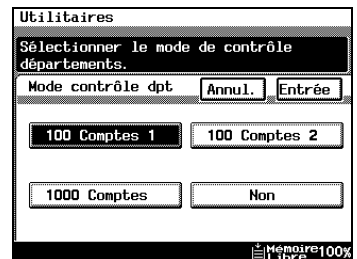 Utilitaires
Sélectionner le mode de contrôle
départements.
Mode contrôle dpt Annul. Entrée
100 Comptes 1 100 Comptes 2
1000 Comptes Non
Mémoire 100%
Libre